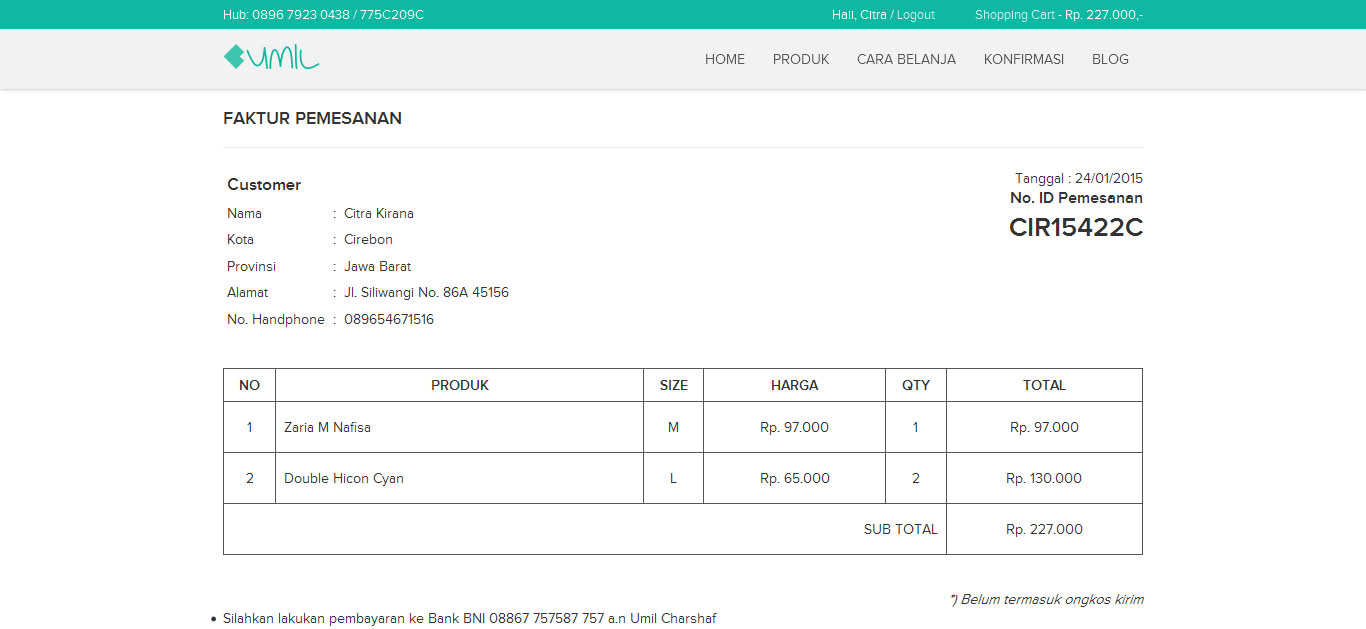 Hub: 0896 7923 0438 / 775C209C Hall, Citra / Logout Shopping Cart - Rp. 227.000,-
UMIL HOME PRODUK CARA BELANJA KONFIRMASI BLOG
FAKTUR PEMESANAN
Customer
Nama : Citra Kirana
Kota : Cirebon
Provinsi : Jawa Barat
Alamat : Jl. Siliwangi No. 86A 45156
No. Handphone : 089654671516
Tanggal : 24/01/2015
No. ID Pemesanan
CIR15422C
NO PRODUK SIZE HARGA QTY TOTAL
1 Zaria M Nafisa M Rp. 97.000 1 Rp. 97.000
2 Double Hicon Cyan L Rp. 65.000 2 Rp. 130.000
SUB TOTAL Rp. 227.000
*) Belum termasuk ongkos kirim
• Silahkan lakukan pembayaran ke Bank BNI 08867 757587 757 a.n Umil Charshaf